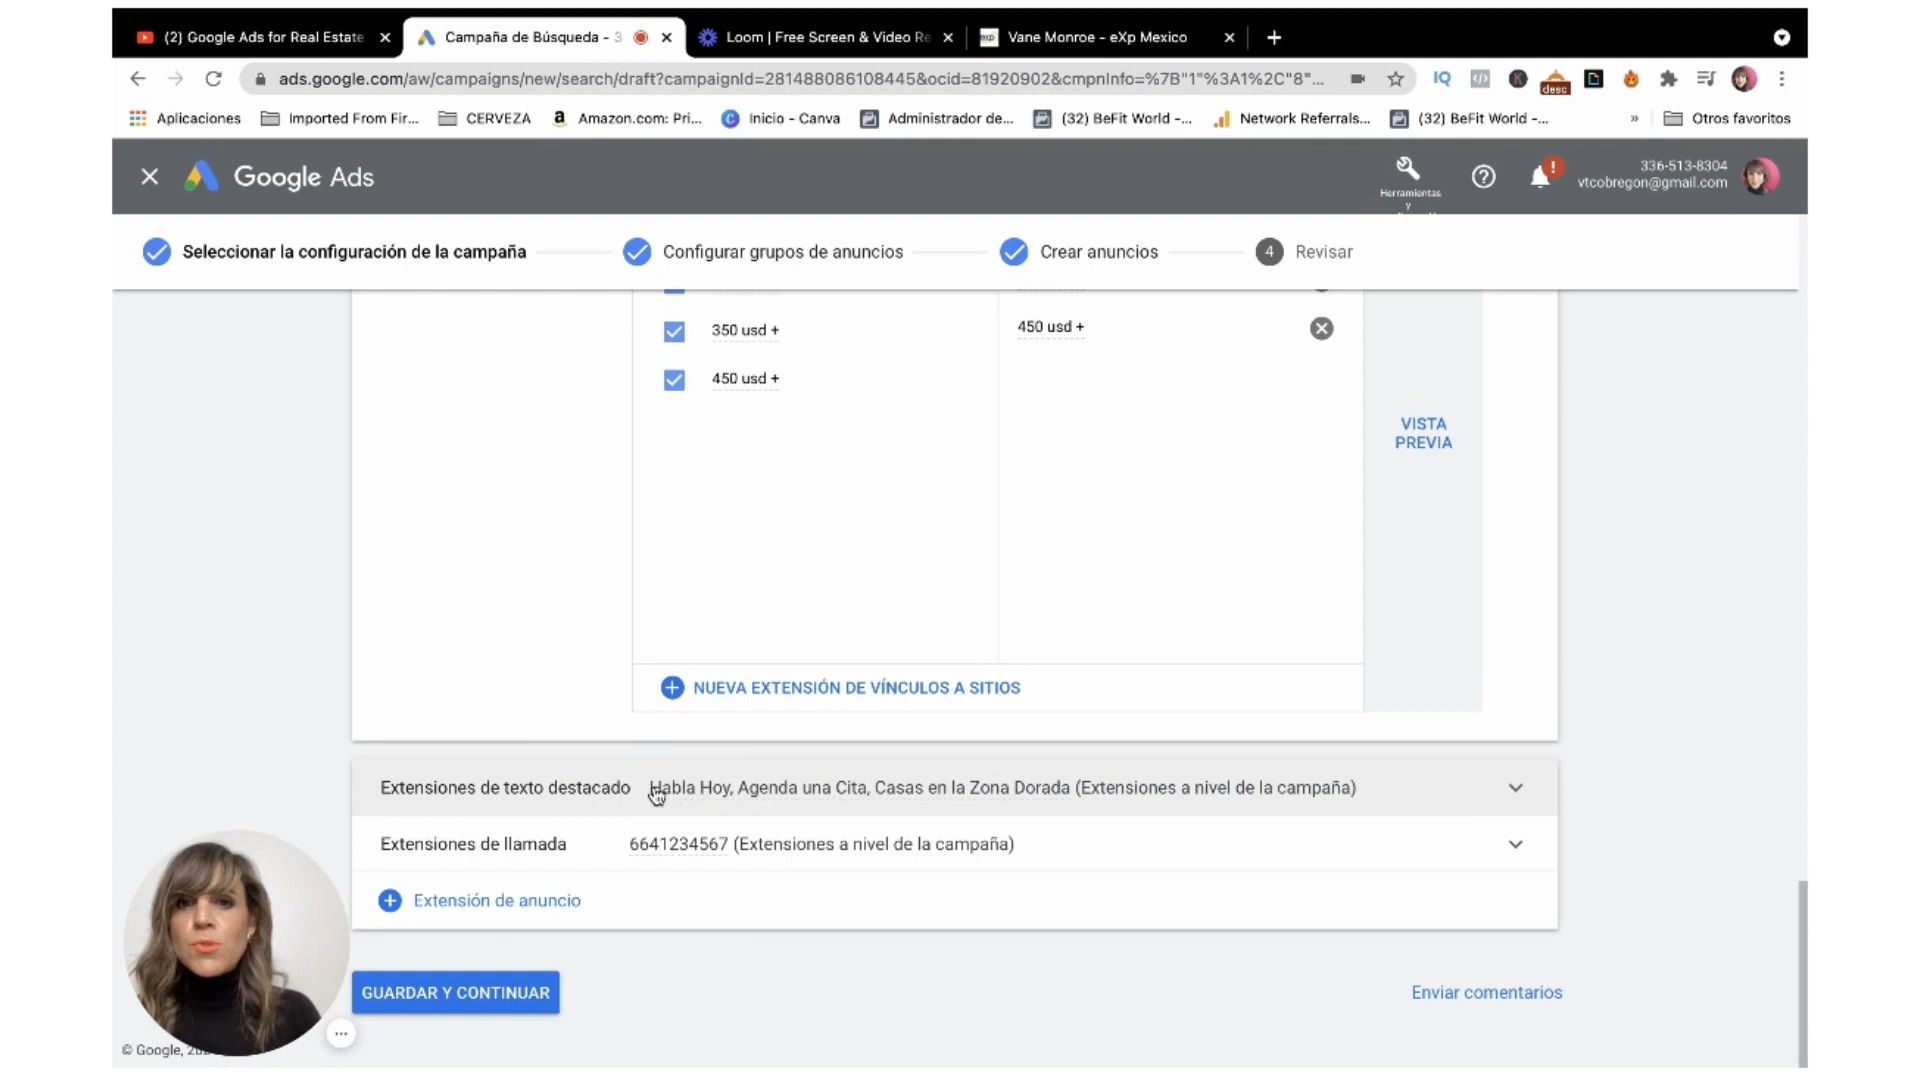 (2) Google Ads for Real Estate
Campaña de Búsqueda - 3
Loom | Free Screen & Video Re
Vane Monroe - eXp Mexico
ads.google.com/aw/campaigns/new/search/draft?campaignId=281488086108445&ocid=81920902&cmpnInfo=%7B"1"%3A1%2C"8"...
IQ
desc
Aplicaciones
Imported From Fir...
CERVEZA
Amazon.com: Pri...
Inicio - Canva
Administrador de...
(32) BeFit World -...
Network Referrals...
(32) BeFit World -...
»
Otros favoritos
Google Ads
Herramientas
y
336-513-8304
vtcobregon@gmail.com
Seleccionar la configuración de la campaña
Configurar grupos de anuncios
Crear anuncios
4 Revisar
350 usd +
450 usd +
450 usd +
VISTA
PREVIA
NUEVA EXTENSIÓN DE VÍNCULOS A SITIOS
Extensiones de texto destacado Habla Hoy, Agenda una Cita, Casas en la Zona Dorada (Extensiones a nivel de la campaña)
Extensiones de llamada 6641234567 (Extensiones a nivel de la campaña)
Extensión de anuncio
GUARDAR Y CONTINUAR
Enviar comentarios
© Google,